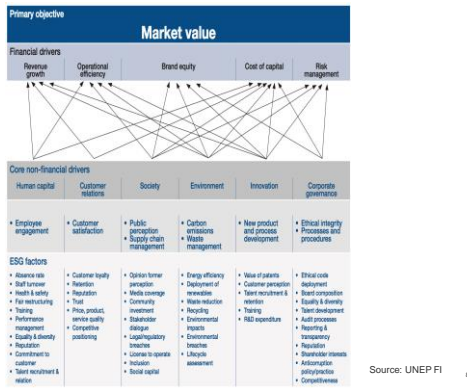 Primary objective
Market value
Financial drivers
Revenue growth
Operational efficiency
Brand equity
Cost of capital
Risk management
Core non-financial drivers
Human capital
Customer relations
Society
Environment
Innovation
Corporate governance
• Employee engagement
• Customer satisfaction
• Public perception
• Supply chain management
• Carbon emissions
• Waste management
• New product and process development
• Ethical integrity
• Processes and procedures
ESG factors
• Absence rate
• Staff turnover
• Health & safety
• Fair restructuring
• Training
• Performance management
• Equality & diversity
• Reputation
• Commitment to customer
• Talent recruitment & relation
• Customer loyalty
• Retention
• Reputation
• Trust
• Price, product, service quality
• Competitive positioning
• Opinion former perception
• Media coverage
• Community investment
• Stakeholder dialogue
• Legal/regulatory breaches
• License to operate
• Inclusion
• Social capital
• Energy efficiency
• Deployment of renewables
• Waste reduction
• Recycling
• Environmental impacts
• Environmental breaches
• Lifecycle assessment
• Value of patents
• Customer perception
• Talent recruitment & retention
• Training
• R&D expenditure
• Ethical code deployment
• Board composition
• Equality & diversity
• Talent development
• Audit processes
• Reporting & transparency
• Reputation
• Shareholder interests
• Anticorruption policy/practice
• Competitiveness
Source: UNEP FI